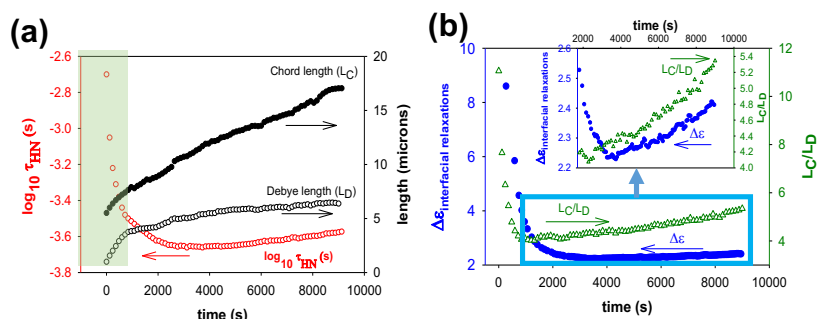 (a)
-2.6
-2.8
-3.0
-3.2
-3.4
-3.6
-3.8
log10 τHN(s)
20
15
10
5
0
length (microns)
Chord length (LC)
Debye length (LD)
log10 τHN(s)
0 2000 4000 6000 8000 10000
time (s)
(b)
10
8
6
4
2
Δεinterfacial relaxations
12
10
8
6
4
LC/LD
time (s)
2000 4000 6000 8000 10000
2.6
2.5
2.4
2.3
2.2
Δεinterfacial relaxations
5.4
5.2
5.0
4.8
4.6
4.4
4.2
4.0
LC/LD
LC/LD
Δε
LC/LD
Δε
0 2000 4000 6000 8000 10000
time (s)